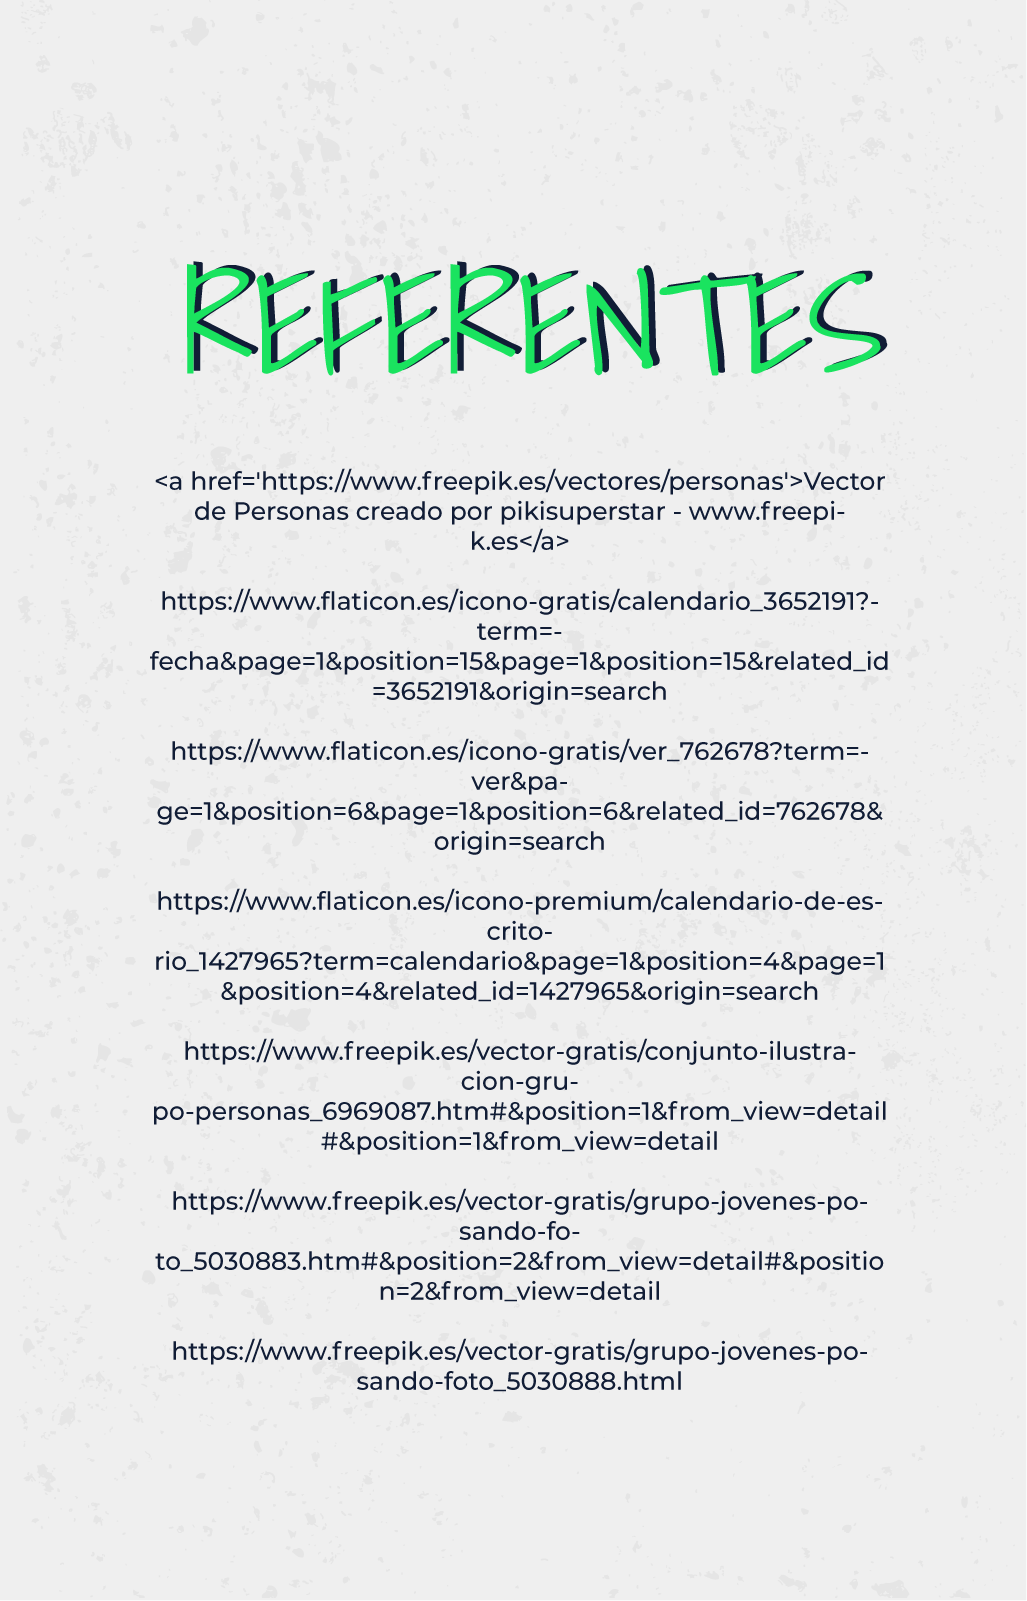 REFERENTES
<a href='https://www.freepik.es/vectores/personas'>Vector
de Personas creado por pikisuperstar - www.freepi-
k.es</a>
https://www.flaticon.es/icono-gratis/calendario_3652191?-
term=-
fecha&page=1&position=15&page=1&position=15&related_id
=3652191&origin=search
https://www.flaticon.es/icono-gratis/ver_762678?term=-
ver&pa-
ge=1&position=6&page=1&position=6&related_id=762678&
origin=search
https://www.flaticon.es/icono-premium/calendario-de-es-
crito-
rio_1427965?term=calendario&page=1&position=4&page=1
&position=4&related_id=1427965&origin=search
https://www.freepik.es/vector-gratis/conjunto-ilustra-
cion-gru-
po-personas_6969087.htm#&position=1&from_view=detail
#&position=1&from_view=detail
https://www.freepik.es/vector-gratis/grupo-jovenes-po-
sando-fo-
to_5030883.htm#&position=2&from_view=detail#&positio
n=2&from_view=detail
https://www.freepik.es/vector-gratis/grupo-jovenes-po-
sando-foto_5030888.html